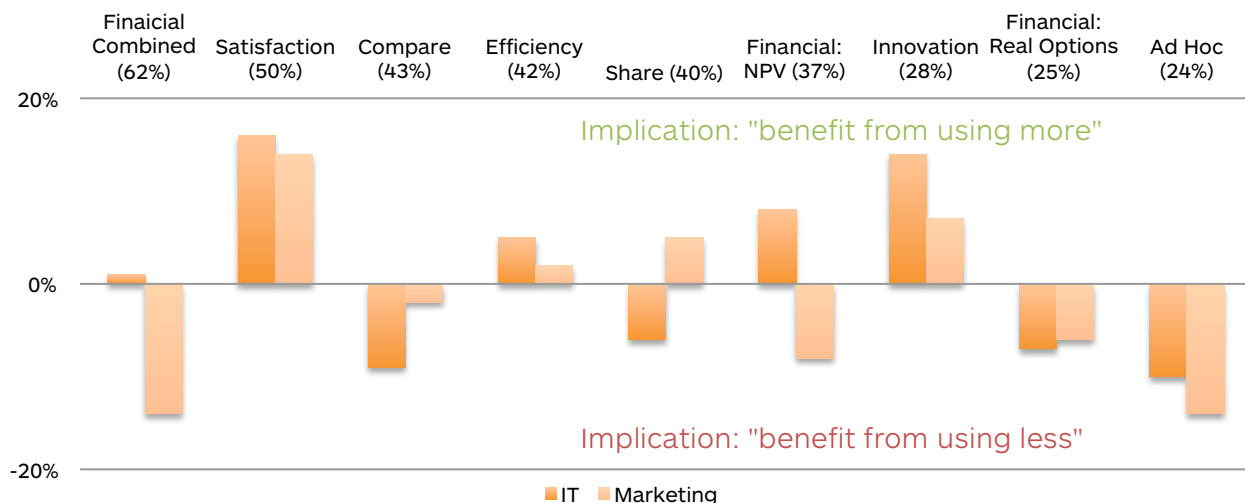 Finaicial
Combined
(62%)
Satisfaction
(50%)
Compare
(43%)
Efficiency
(42%)
Share (40%)
Financial:
NPV (37%)
Innovation
(28%)
Financial:
Real Options
(25%)
Ad Hoc
(24%)
20%
Implication: "benefit from using more"
0%
Implication: "benefit from using less"
-20%
IT Marketing